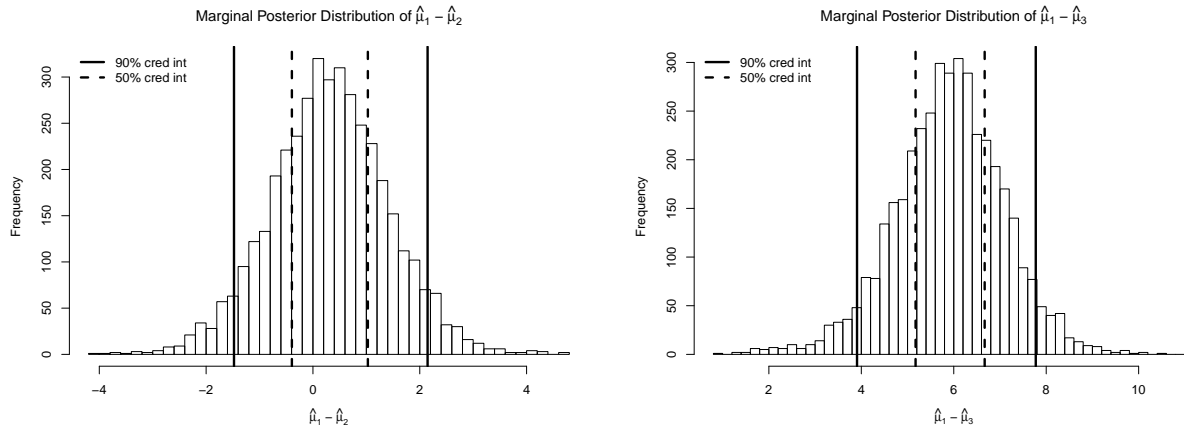 Marginal Posterior Distribution of μ̂₁ − μ̂₂
90% cred int
50% cred int
Frequency
0 50 100 150 200 250 300
−4 −2 0 2 4
μ̂₁ − μ̂₂
Marginal Posterior Distribution of μ̂₁ − μ̂₃
90% cred int
50% cred int
Frequency
0 50 100 150 200 250 300
2 4 6 8 10
μ̂₁ − μ̂₃